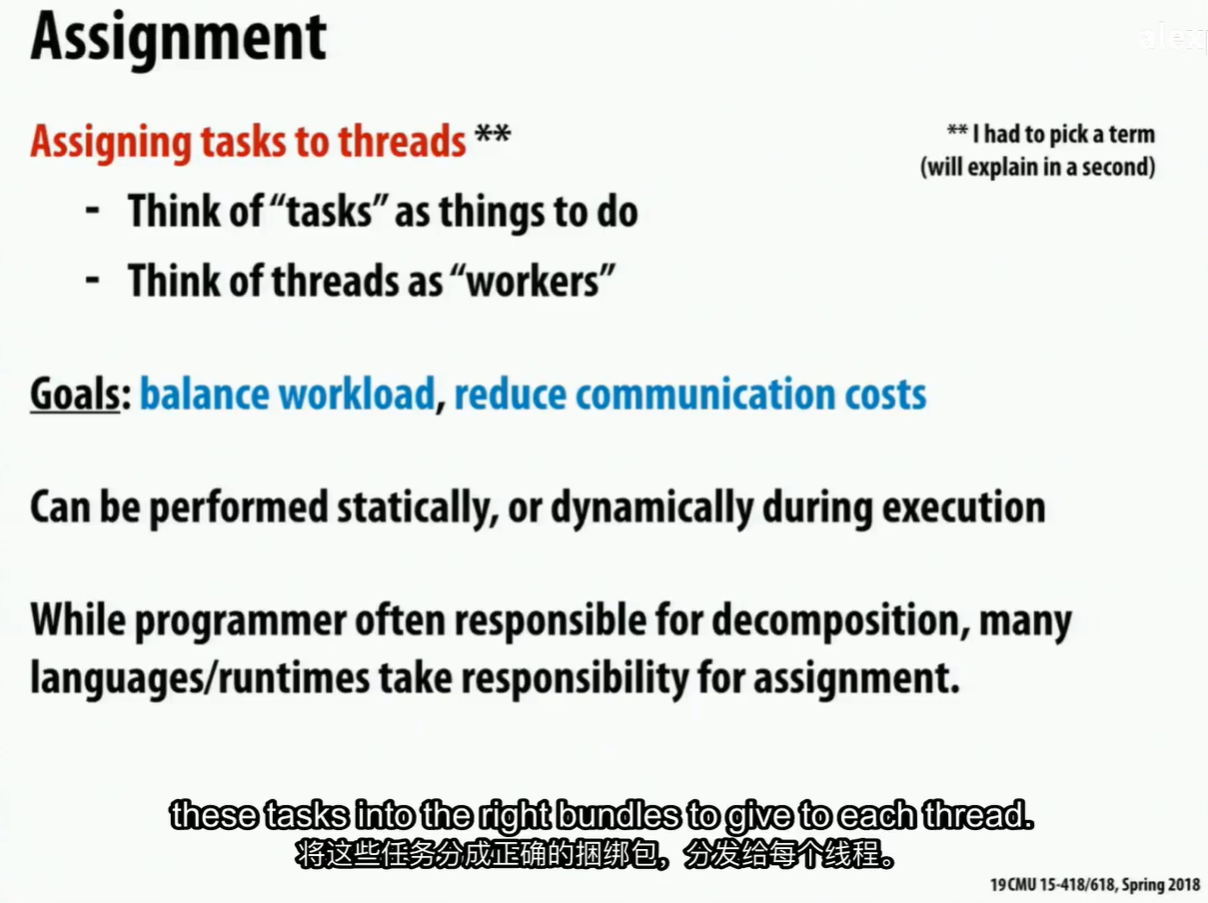 Assignment
Assigning tasks to threads **
** I had to pick a term
(will explain in a second)
- Think of “tasks” as things to do
- Think of threads as “workers”
Goals: balance workload, reduce communication costs
Can be performed statically, or dynamically during execution
While programmer often responsible for decomposition, many
languages/runtimes take responsibility for assignment.
these tasks into the right bundles to give to each thread.
将这些任务分成正确的捆绑包，分发给每个线程。
19 CMU 15-418/618, Spring 2018